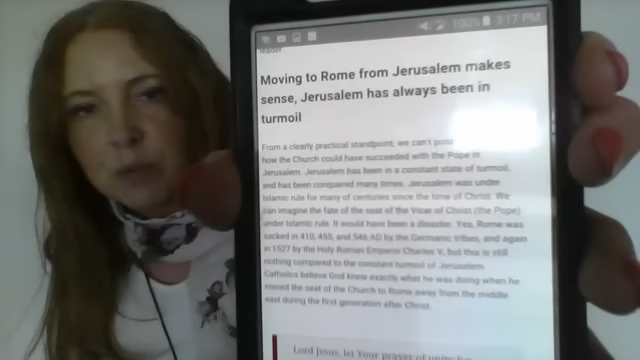 leader.
100% 3:17 PM
Moving to Rome from Jerusalem makes
sense, Jerusalem has always been in
turmoil
From a clearly practical standpoint, we can't
how the Church could have succeeded with the Pope in
Jerusalem. Jerusalem has been in a constant state of turmoil,
and has been conquered many times. Jerusalem was under
Islamic rule for many of centuries since the time of Christ. We
can imagine the fate of the seat of the Vicar of Christ (the Pope)
under Islamic rule. It would have been a disaster. Yes, Rome was
sacked in 410, 455, and 546 AD by the Germanic tribes, and again
in 1527 by the Holy Roman Emperor Charles V, but this is still
nothing compared to the constant turmoil of Jerusalem.
Catholics believe God knew exactly what he was doing when he
moved the seat of the Church to Rome away from the middle
east during the first generation after Christ.
Lord Jesus, let Your prayer of unity for